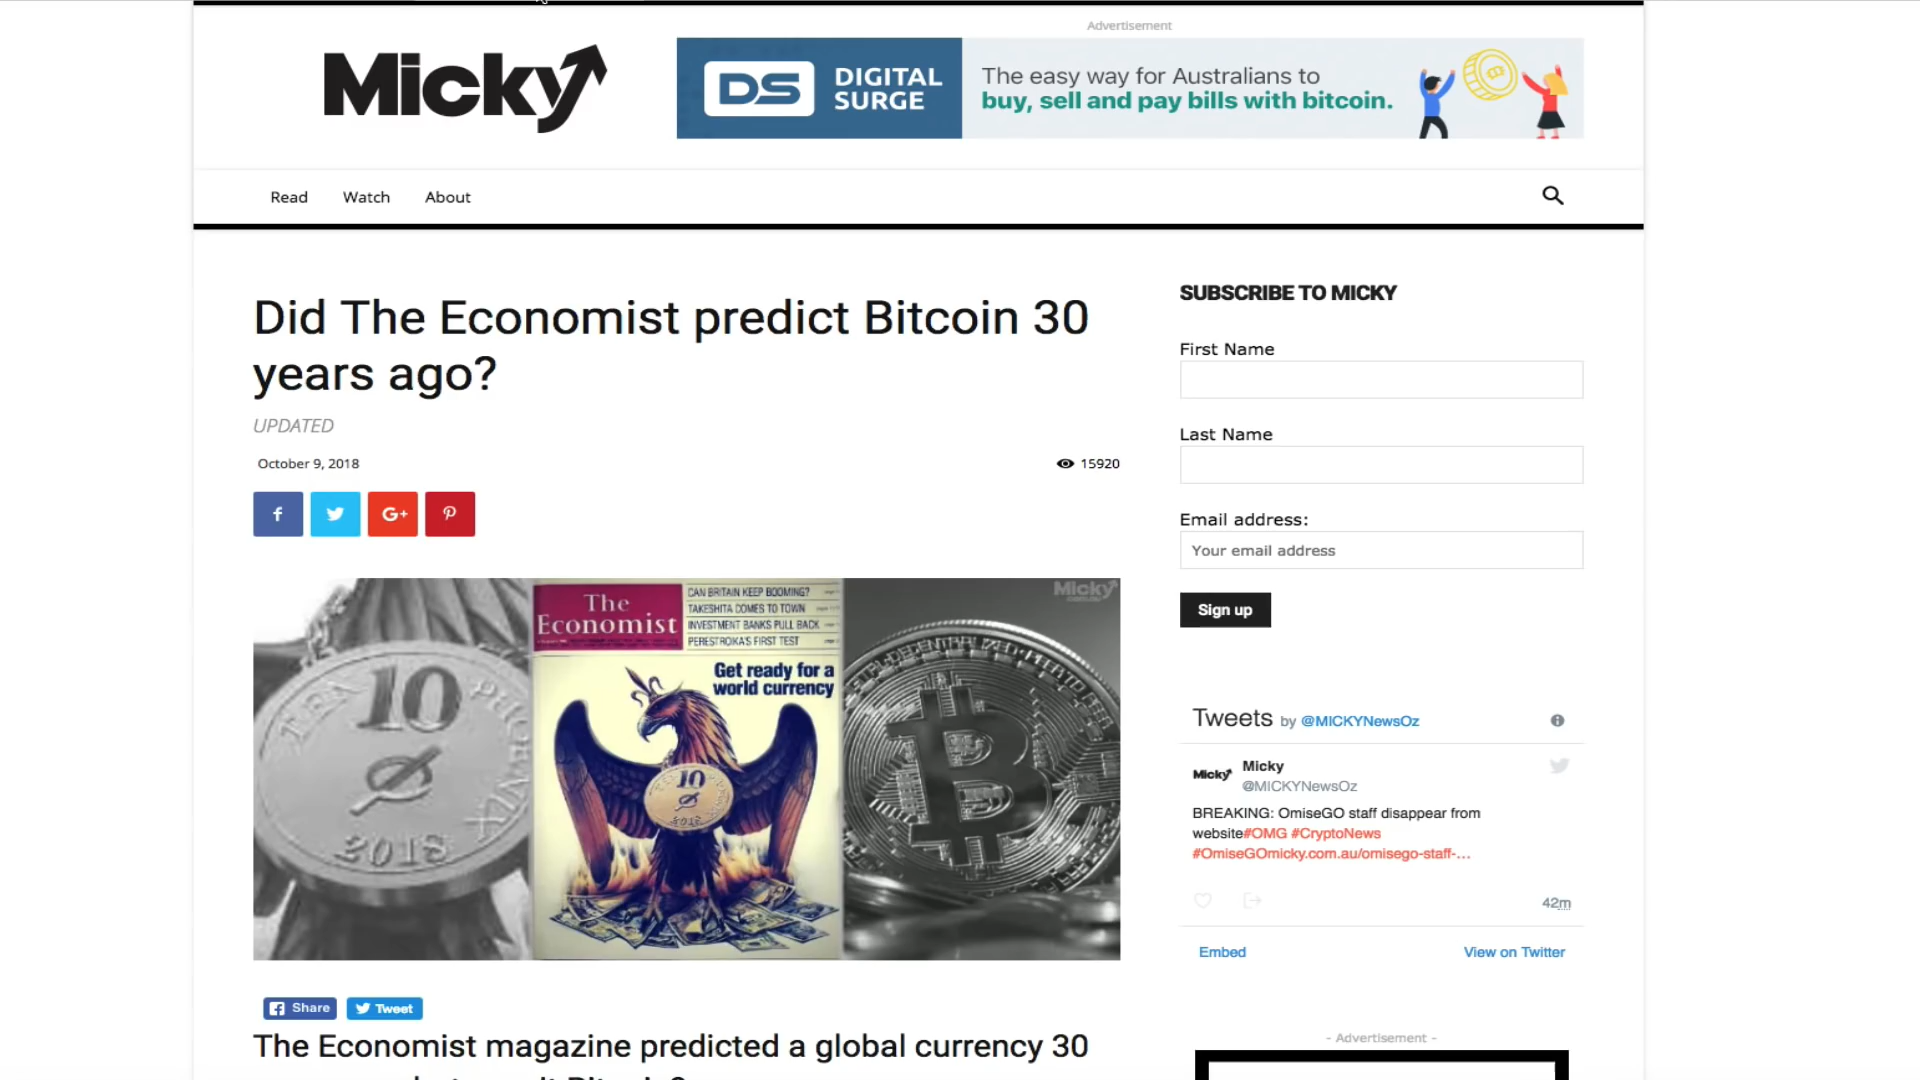 Advertisement
Micky
DS DIGITAL SURGE
The easy way for Australians to
buy, sell and pay bills with bitcoin.
Read Watch About
Did The Economist predict Bitcoin 30
years ago?
UPDATED
October 9, 2018
15920
f
G+
10
2018
The
Economist
CAN BRITAIN KEEP BOOMING?
TAKESHITA COMES TO TOWN
INVESTMENT BANKS PULL BACK
PERESTROIKA'S FIRST TEST
Get ready for a
world currency
10
Micky
Share Tweet
The Economist magazine predicted a global currency 30
SUBSCRIBE TO MICKY
First Name
Last Name
Email address:
Your email address
Sign up
Tweets by @MICKYNewsOz
Micky
Micky
@MICKYNewsOz
BREAKING: OmiseGO staff disappear from
website#OMG #CryptoNews
#OmiseGOmicky.com.au/omisego-staff-...
42m
Embed
View on Twitter
- Advertisement -